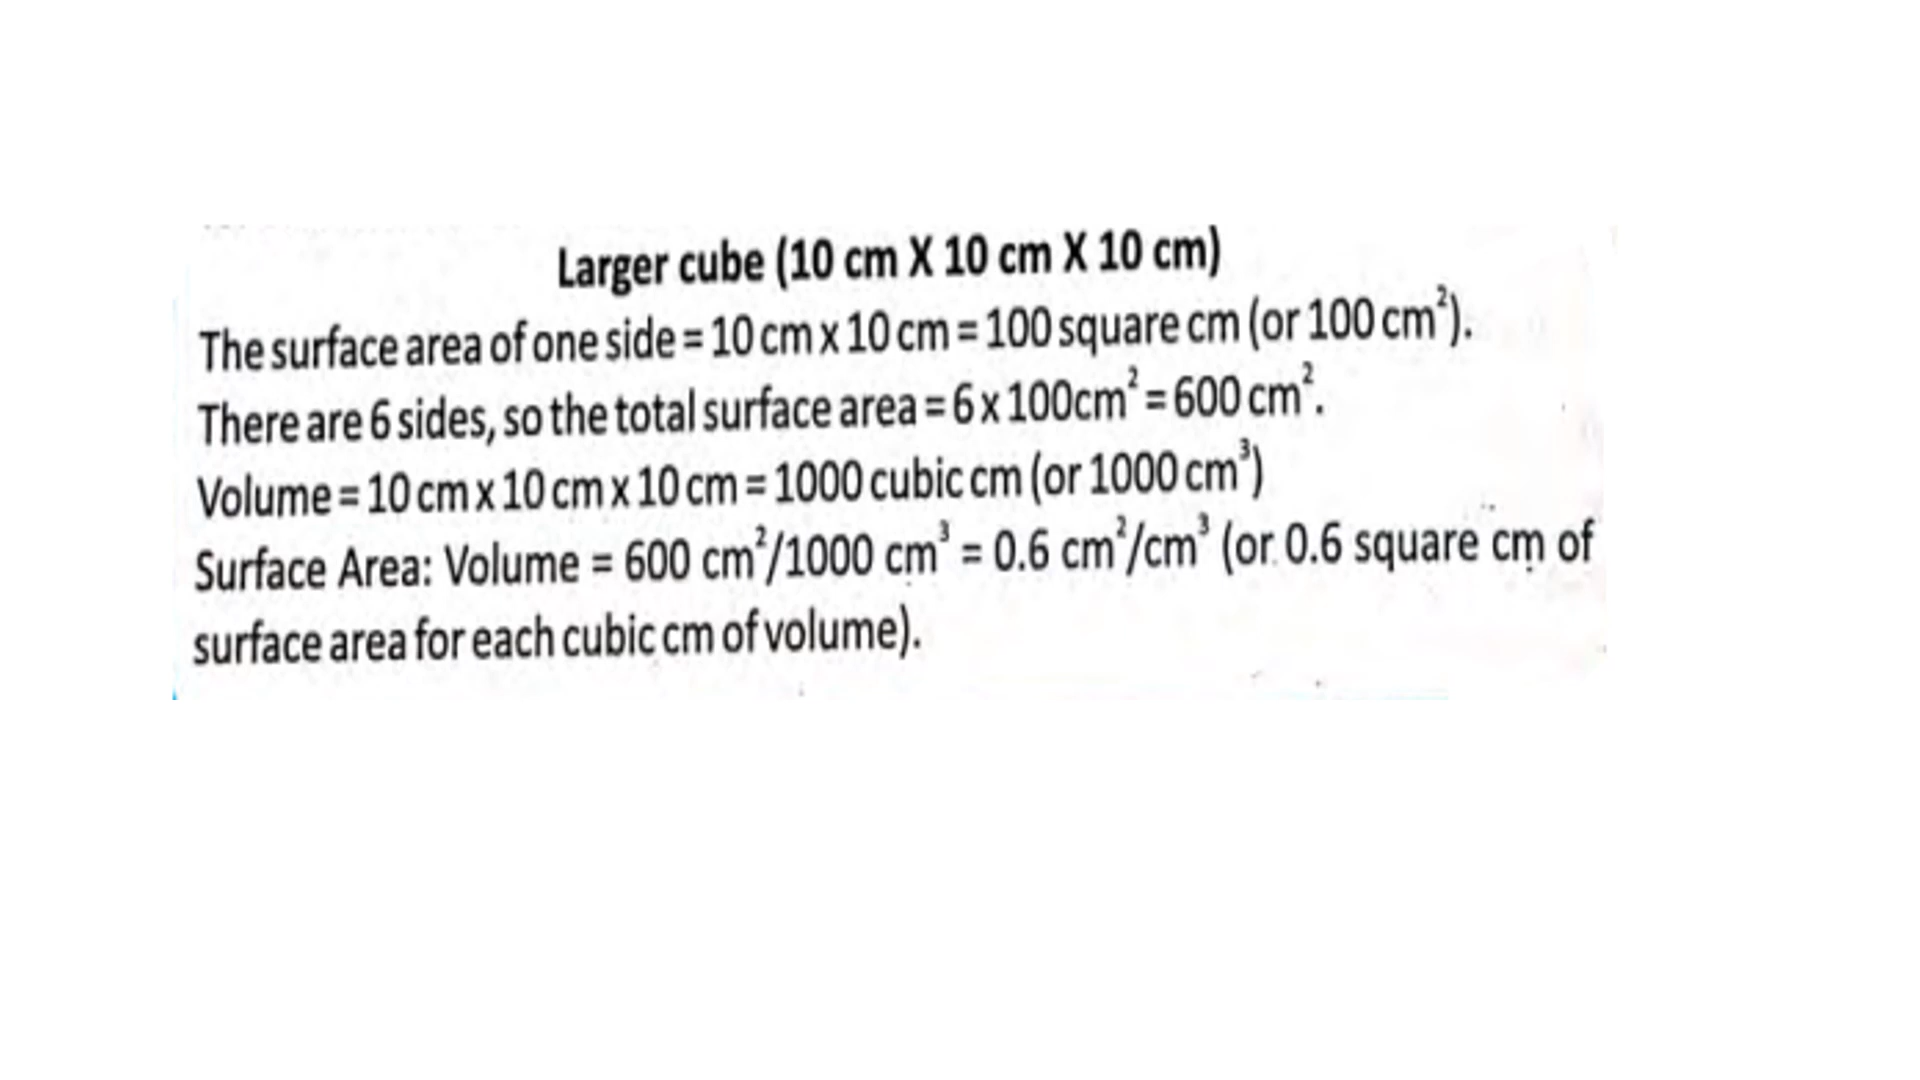 Larger cube (10 cm X 10 cm X 10 cm)
The surface area of one side = 10 cm x 10 cm = 100 square cm (or 100 cm²).
There are 6 sides, so the total surface area = 6 x 100cm² = 600 cm².
Volume = 10 cm x 10 cm x 10 cm = 1000 cubic cm (or 1000 cm³)
Surface Area: Volume = 600 cm²/1000 cm³ = 0.6 cm²/cm³ (or 0.6 square cm of
surface area for each cubic cm of volume).